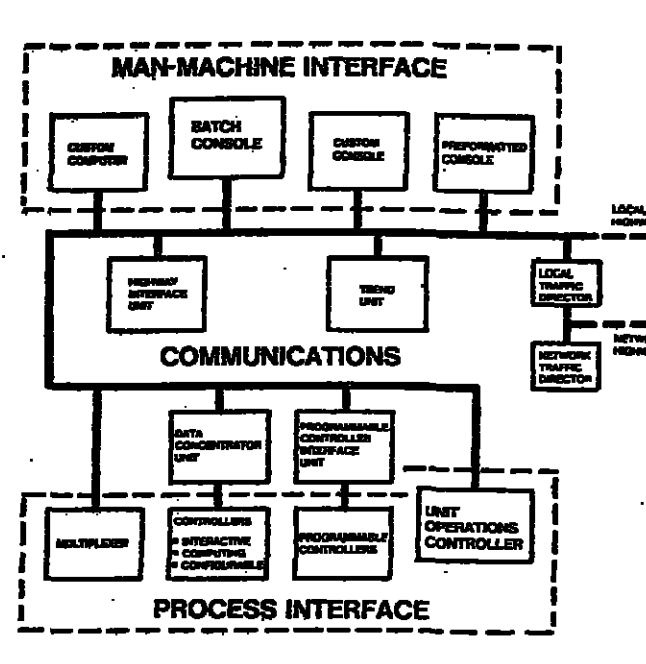 MAN-MACHINE INTERFACE
CUSTOM
COMPUTER
BATCH
CONSOLE
CUSTOM
CONSOLE
PREFORMATTED
CONSOLE
LOCAL
HIGHWAY
INTERFACE
UNIT
TREND
UNIT
LOCAL
TRAFFIC
DIRECTOR
COMMUNICATIONS
NETWORK
TRAFFIC
DIRECTOR
DATA
CONCENTRATOR
UNIT
PROGRAMMABLE
CONTROLLER
INTERFACE
UNIT
MULTIPLEXER
CONTROLLERS
INTERACTIVE
COMPUTING
CONFIGURABLE
PROGRAMMABLE
CONTROLLERS
UNIT
OPERATIONS
CONTROLLER
PROCESS INTERFACE